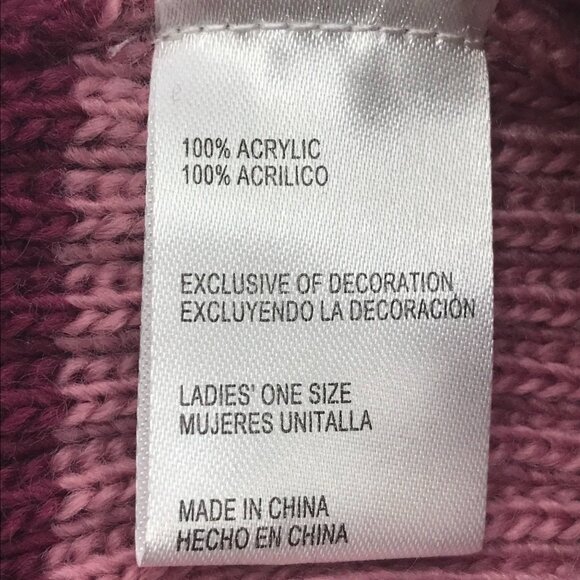 100% ACRYLIC
100% ACRILICO
EXCLUSIVE OF DECORATION
EXCLUYENDO LA DECORACIÓN
LADIES' ONE SIZE
MUJERES UNITALLA
MADE IN CHINA
HECHO EN CHINA